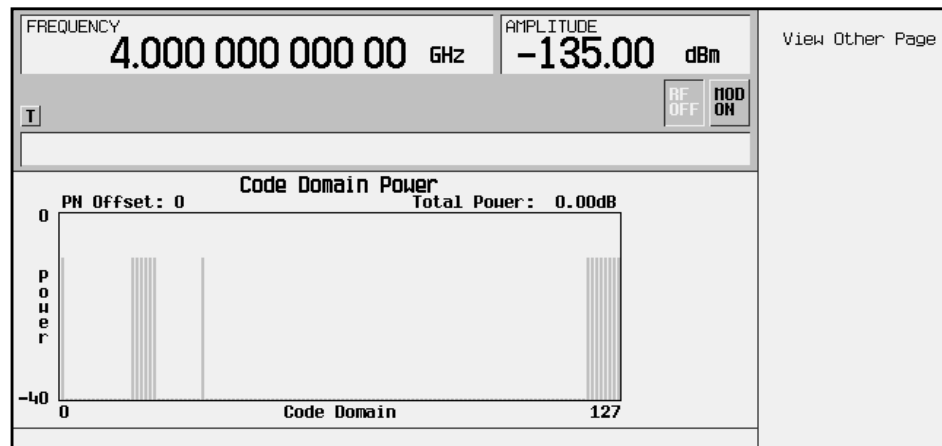 FREQUENCY
4.000 000 000 00 GHz
AMPLITUDE
-135.00 dBm
View Other Page
RF OFF
MOD ON
T
Code Domain Power
PN Offset: 0
Total Power: 0.00dB
0
Power
-40
0
Code Domain
127